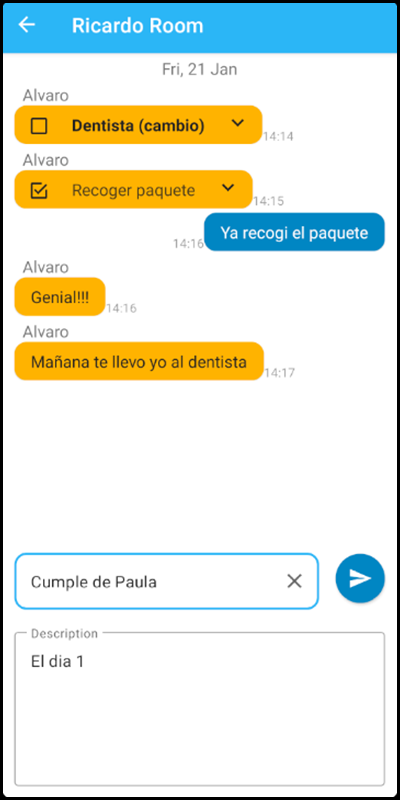 Ricardo Room
Fri, 21 Jan
Alvaro
Dentista (cambio)
14:14
Alvaro
Recoger paquete
14:15
14:16
Ya recogi el paquete
Alvaro
Genial!!!
14:16
Alvaro
Mañana te llevo yo al dentista
14:17
Cumple de Paula
Description
El dia 1